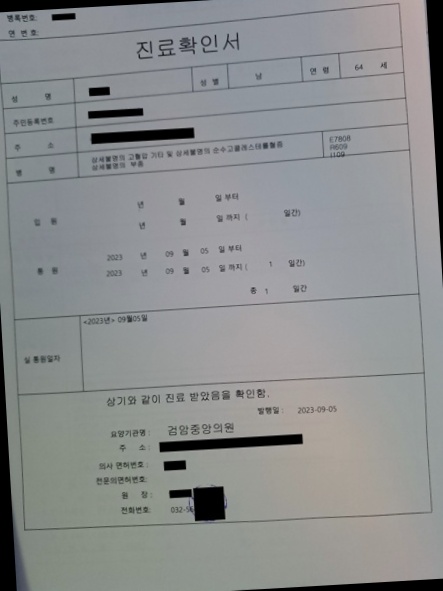 병록번호:
연 번 호:
진료확인서
성 명 성 별 남 연 령 64 세
주민등록번호
주 소
병 명 상세불명의 고혈압 기타 및 상세불명의 순수고콜레스테롤혈증 E7808
상세불명의 부종 R609
I109
년 월 일 부터
입 원 년 월 일 까지 ( 일간)
2023 년 09 월 05 일 부터
통 원 2023 년 09 월 05 일 까지 ( 1 일간)
총 1 일간
<2023년> 09월05일
실 통원일자
상기와 같이 진료 받았음을 확인함.
발행일 : 2023-09-05
요양기관명 : 검암중앙의원
주 소 :
의사 면허번호 :
전문의면허번호:
원 장 :
전화번호: 032-5